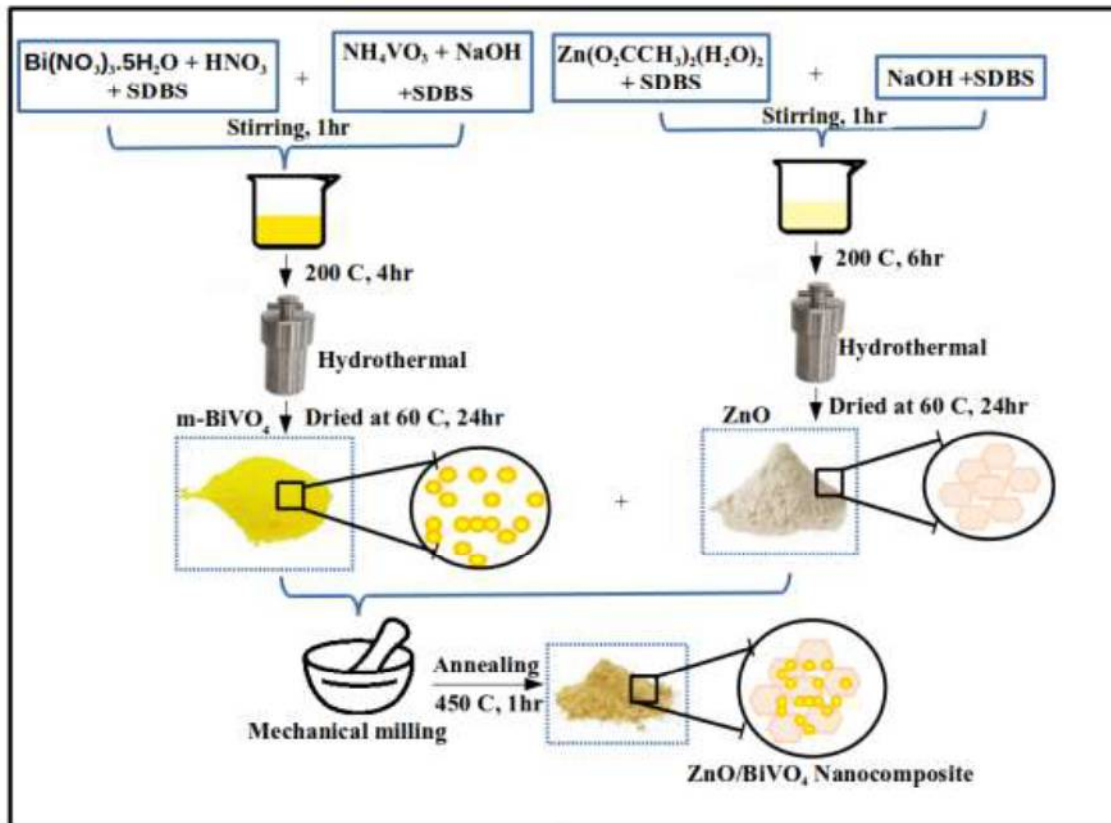 Bi(NO₃)₃.5H₂O + HNO₃
+ SDBS
+
NH₄VO₃ + NaOH
+SDBS
Zn(O₂CCH₃)₂(H₂O)₂
+ SDBS
+
NaOH +SDBS
Stirring, 1hr
Stirring, 1hr
200 C, 4hr
200 C, 6hr
Hydrothermal
Hydrothermal
m-BiVO₄
Dried at 60 C, 24hr
ZnO
Dried at 60 C, 24hr
+
Annealing
450 C, 1hr
Mechanical milling
ZnO/BiVO₄ Nanocomposite